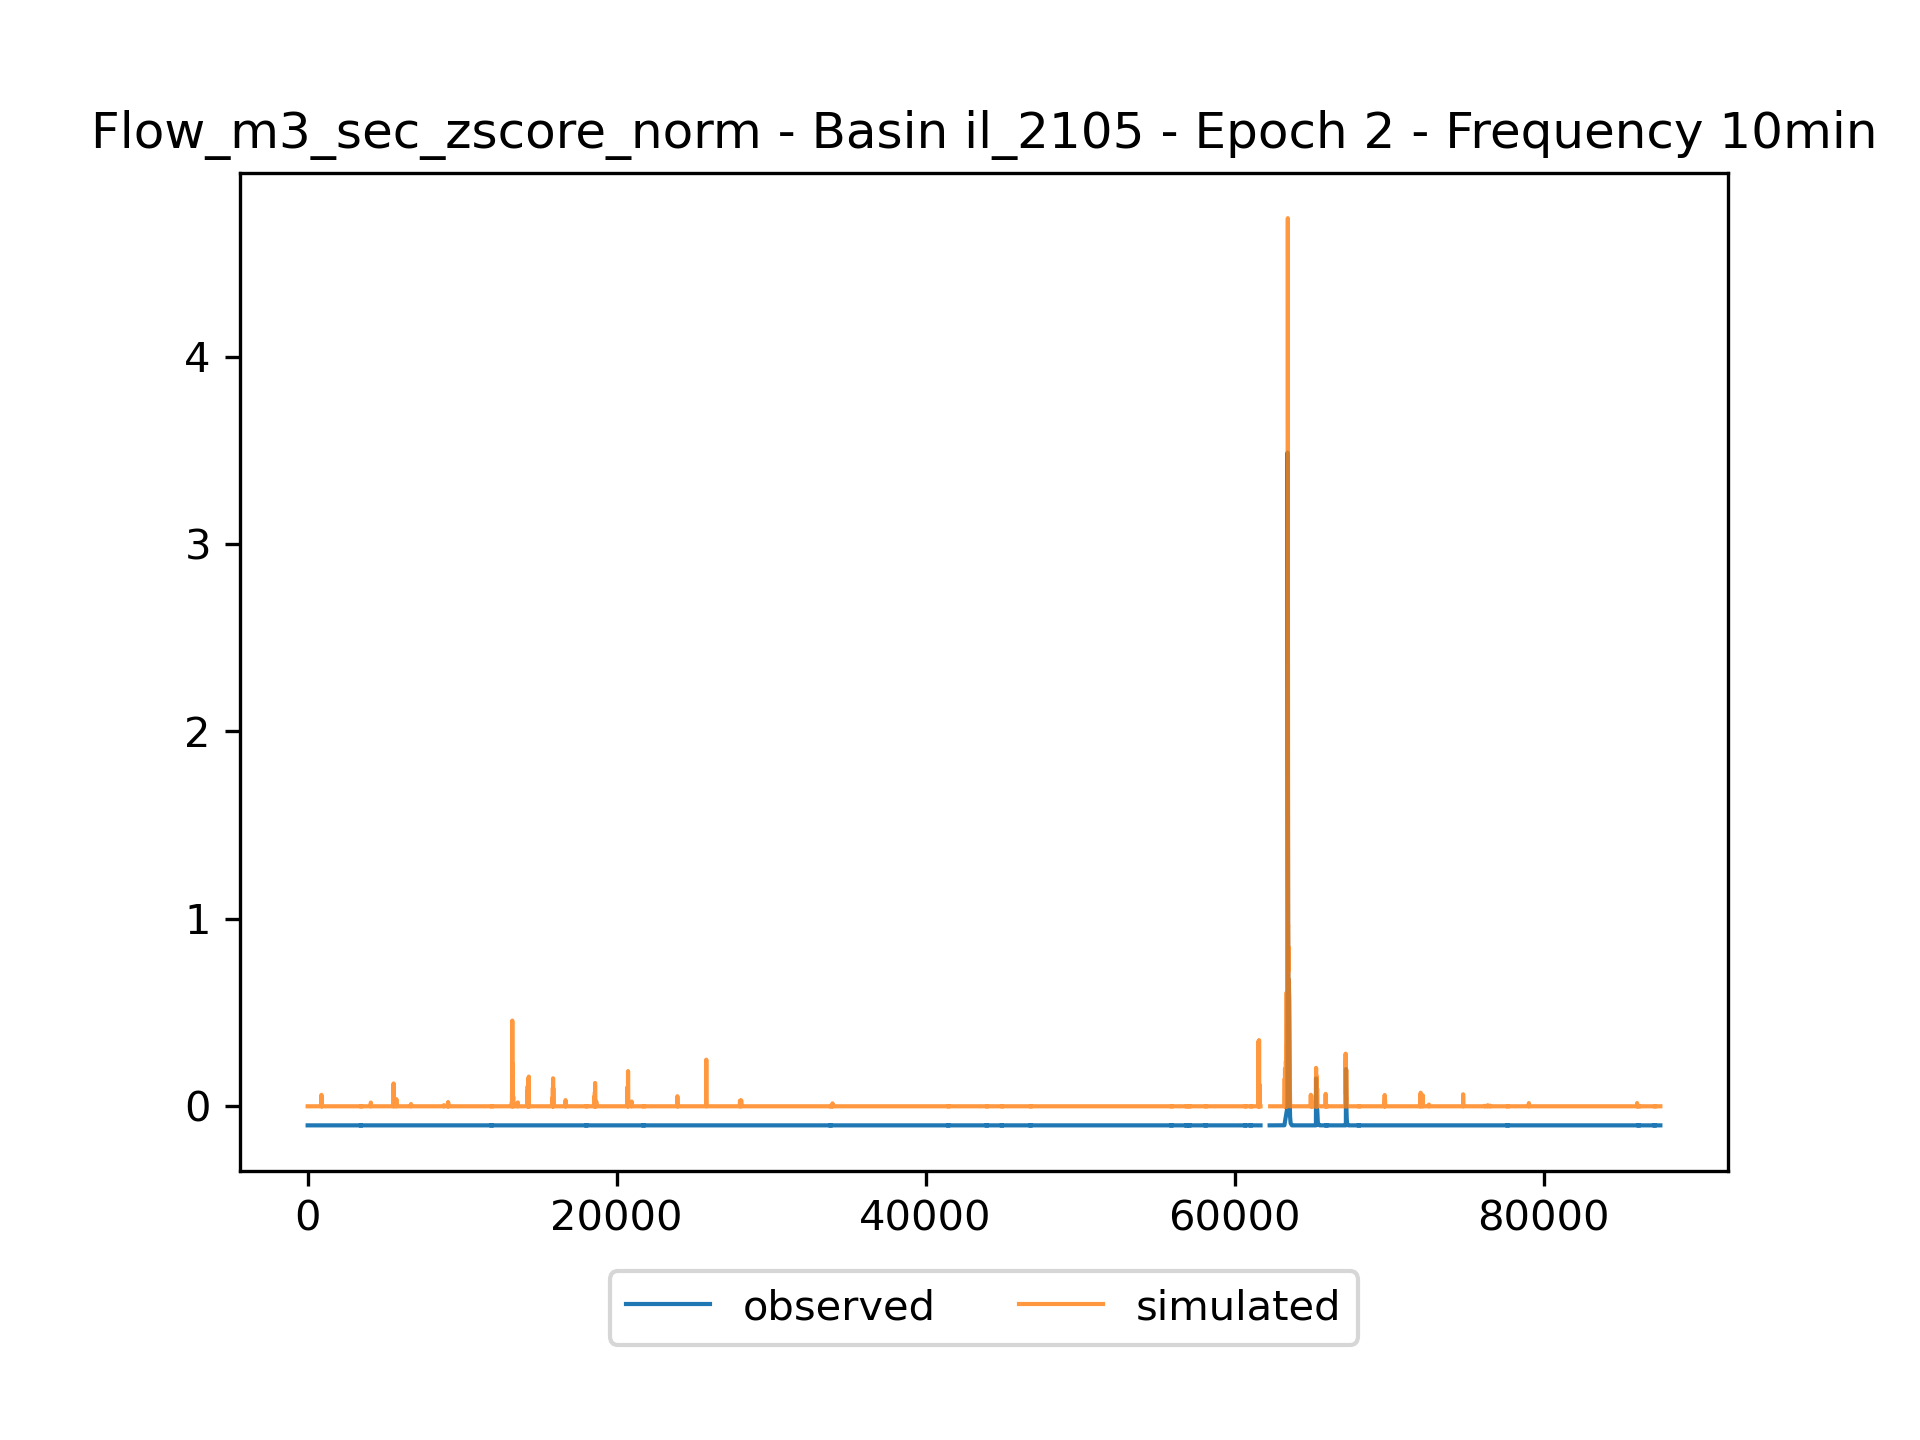 Flow_m3_sec_zscore_norm - Basin il_2105 - Epoch 2 - Frequency 10min
4
3
2
1
0
0 20000 40000 60000 80000
observed simulated